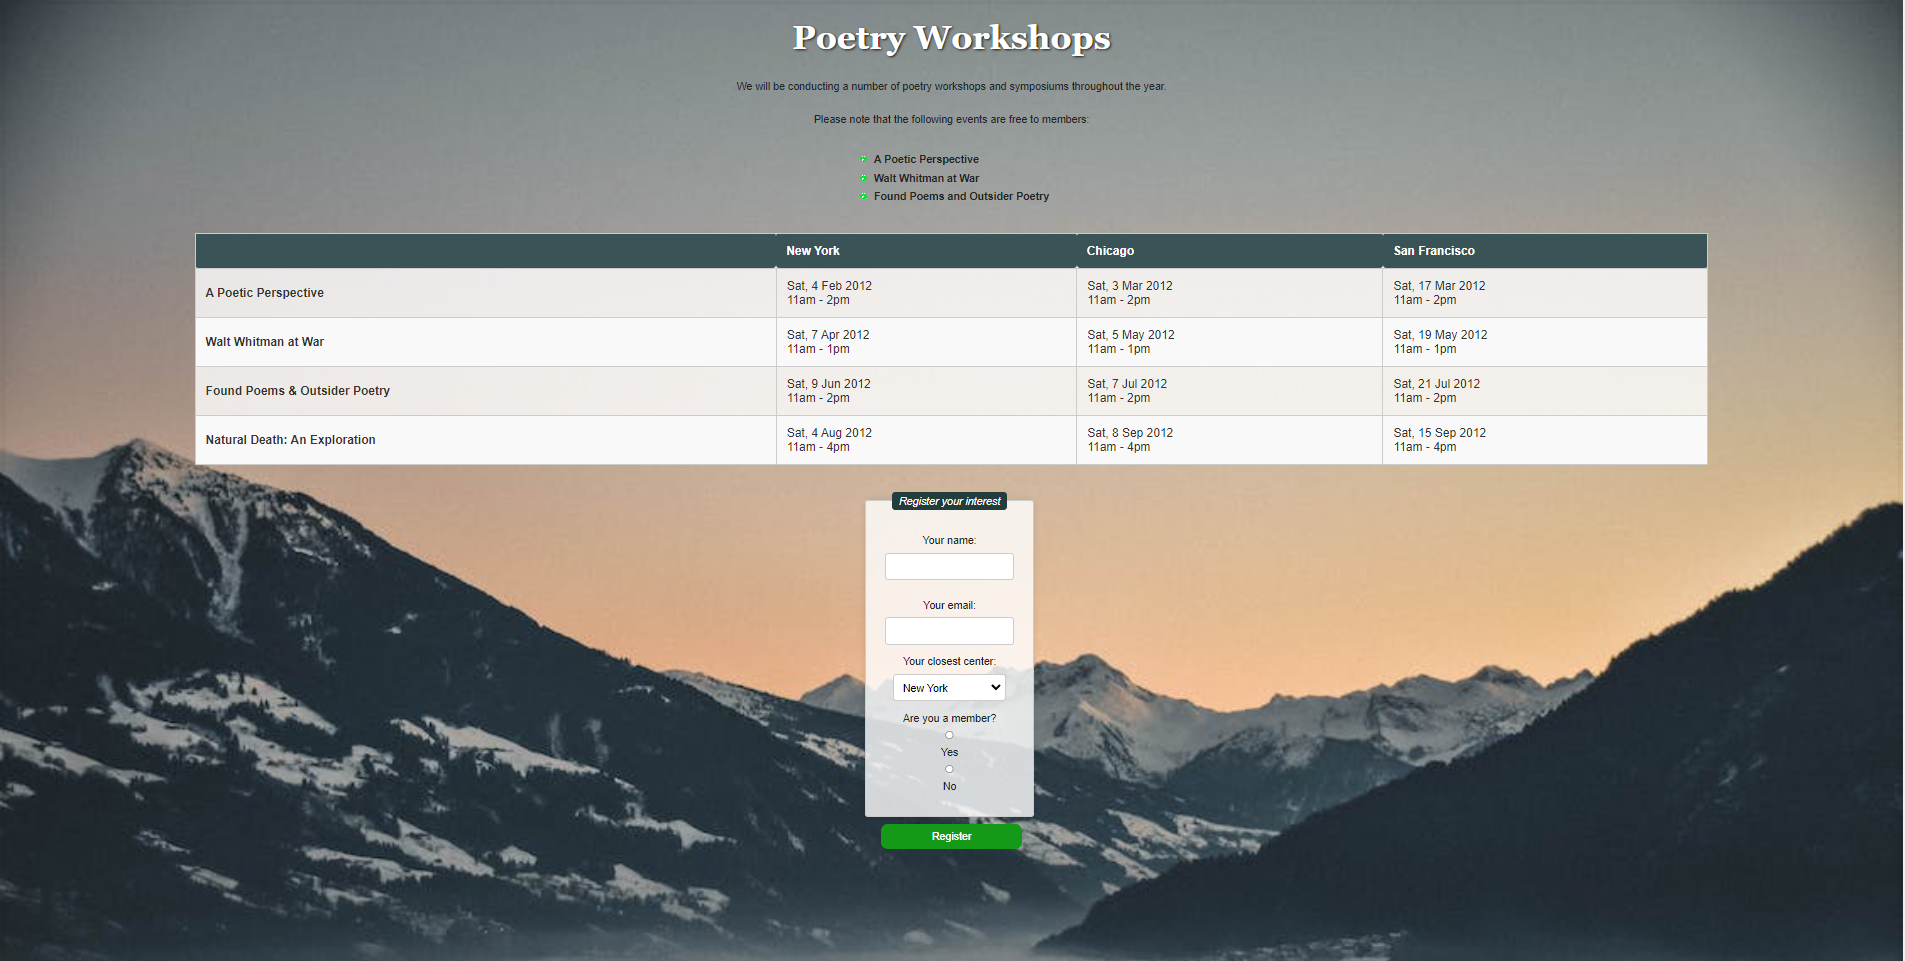 Poetry Workshops
We will be conducting a number of poetry workshops and symposiums throughout the year.
Please note that the following events are free to members:
A Poetic Perspective
Walt Whitman at War
Found Poems and Outsider Poetry
New York Chicago San Francisco
A Poetic Perspective
Sat, 4 Feb 2012
11am - 2pm
Sat, 3 Mar 2012
11am - 2pm
Sat, 17 Mar 2012
11am - 2pm
Walt Whitman at War
Sat, 7 Apr 2012
11am - 1pm
Sat, 5 May 2012
11am - 1pm
Sat, 19 May 2012
11am - 1pm
Found Poems & Outsider Poetry
Sat, 9 Jun 2012
11am - 2pm
Sat, 7 Jul 2012
11am - 2pm
Sat, 21 Jul 2012
11am - 2pm
Natural Death: An Exploration
Sat, 4 Aug 2012
11am - 4pm
Sat, 8 Sep 2012
11am - 4pm
Sat, 15 Sep 2012
11am - 4pm
Register your interest
Your name:
Your email:
Your closest center:
New York
Are you a member?
Yes
No
Register